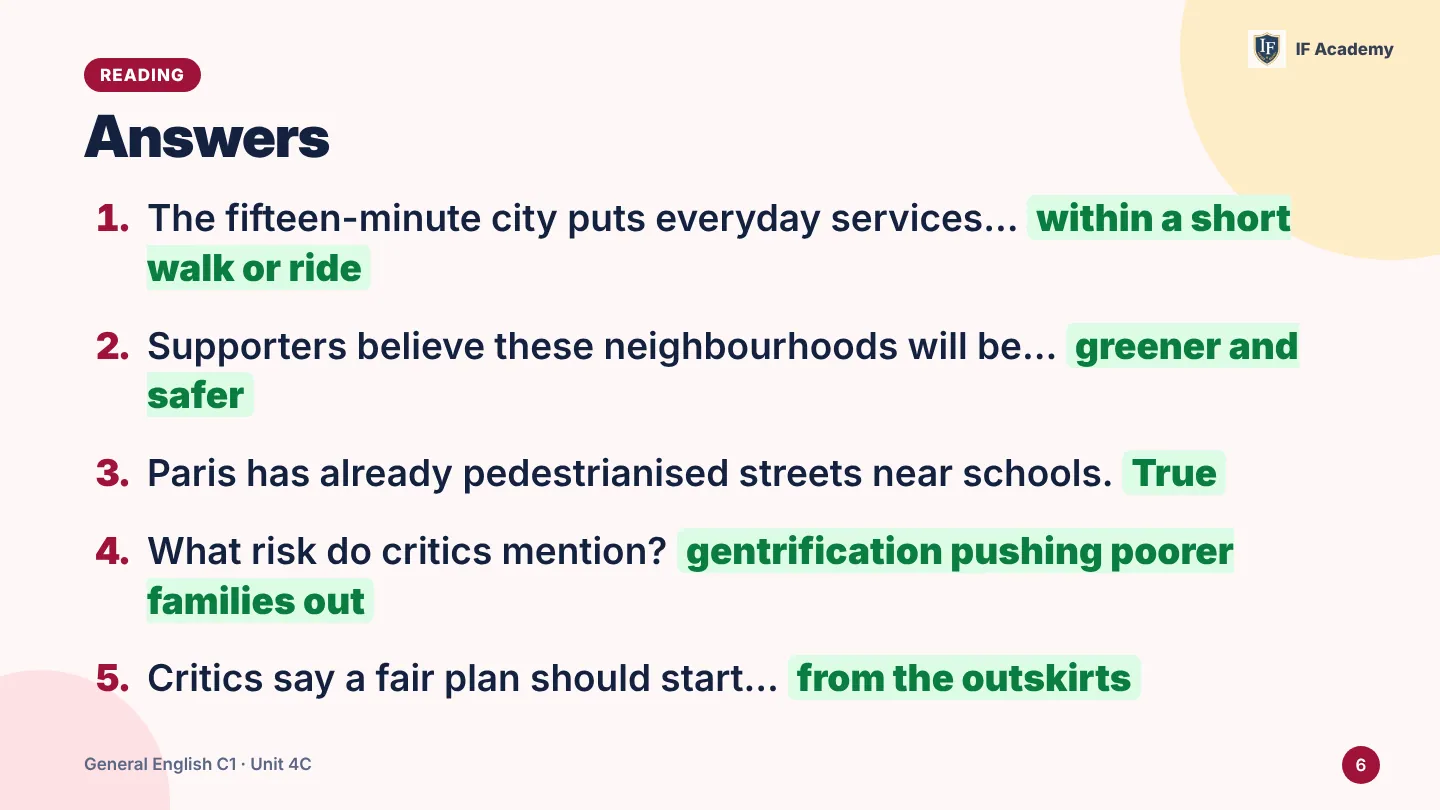 IF Academy
READING
Answers
1. The fifteen-minute city puts everyday services... within a short
walk or ride
2. Supporters believe these neighbourhoods will be... greener and
safer
3. Paris has already pedestrianised streets near schools. True
4. What risk do critics mention? gentrification pushing poorer
families out
5. Critics say a fair plan should start... from the outskirts
General English C1 · Unit 4C
6